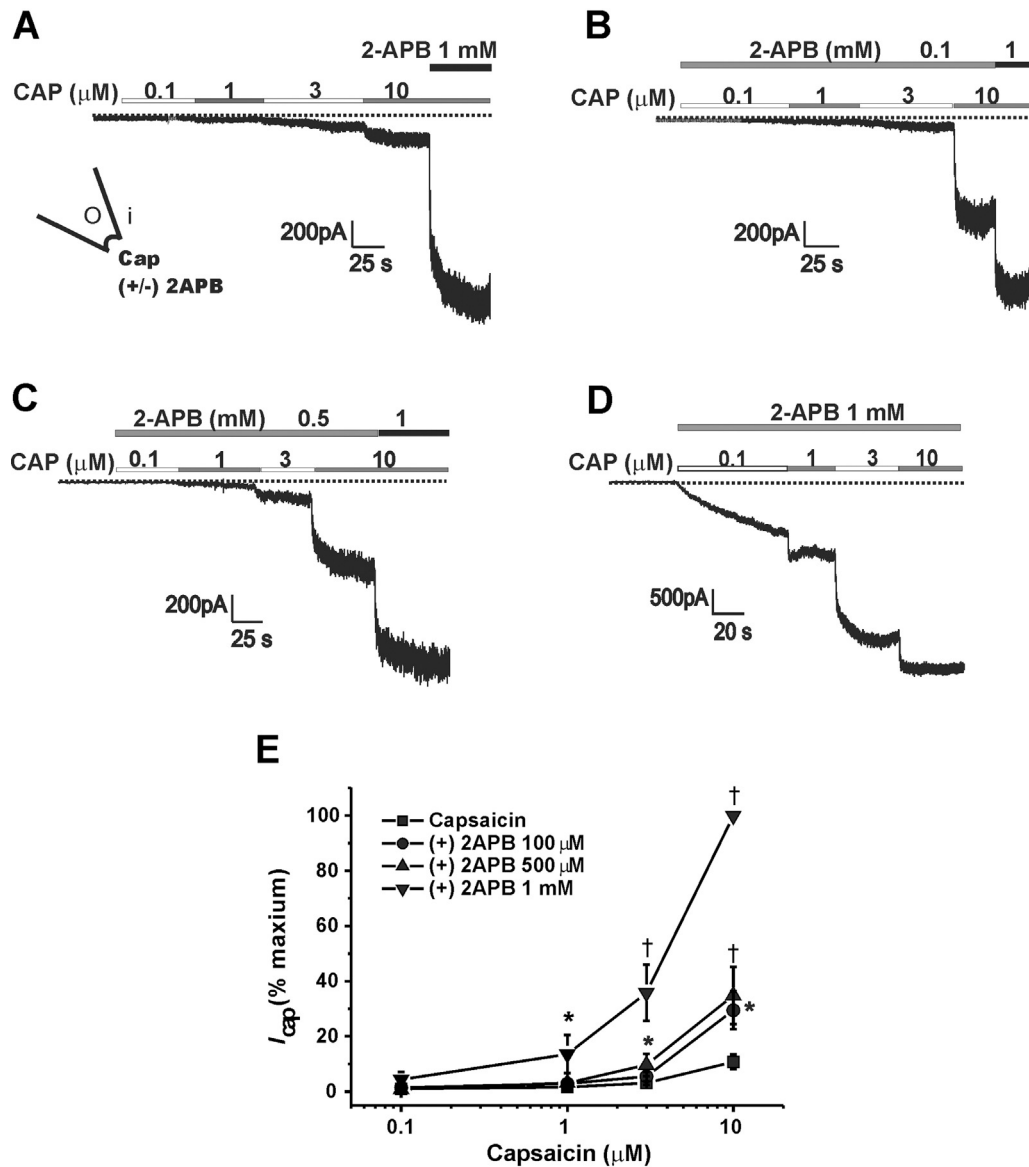 A
2-APB 1 mM
CAP (μM) 0.1 1 3 10
O i
Cap
(+/-) 2APB
200pA
25 s
B
2-APB (mM) 0.1 1
CAP (μM) 0.1 1 3 10
200pA
25 s
C
2-APB (mM) 0.5 1
CAP (μM) 0.1 1 3 10
200pA
25 s
D
2-APB 1 mM
CAP (μM) 0.1 1 3 10
500pA
20 s
E
Capsaicin
(+) 2APB 100 μM
(+) 2APB 500 μM
(+) 2APB 1 mM
Icap(% maxium)
100
80
60
40
20
0
†
†
†
*
*
*
0.1 1 10
Capsaicin (μM)